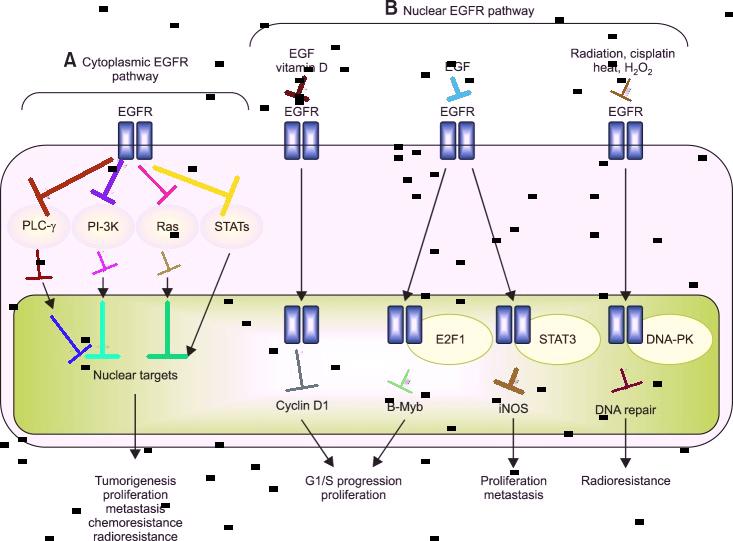 B Nuclear EGFR pathway
A Cytoplasmic EGFR
pathway
EGF
vitamin D
EGF
Radiation, cisplatin
heat, H₂O₂
EGFR
EGFR
EGFR
EGFR
PLC-γ
PI-3K
Ras
STATs
E2F1
STAT3
DNA-PK
Nuclear targets
Cyclin D1
B-Myb
iNOS
DNA repair
Tumorigenesis
proliferation
metastasis
chemoresistance
radioresistance
G1/S progression
proliferation
Proliferation
metastasis
Radioresistance